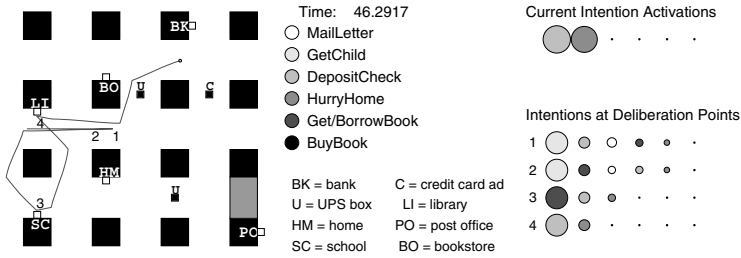 BK
BO
U
C
LI
4
2 1
HM
U
3
SC
PO
Time: 46.2917
MailLetter
GetChild
DepositCheck
HurryHome
Get/BorrowBook
BuyBook
BK = bank C = credit card ad
U = UPS box LI = library
HM = home PO = post office
SC = school BO = bookstore
Current Intention Activations
Intentions at Deliberation Points
1
2
3
4